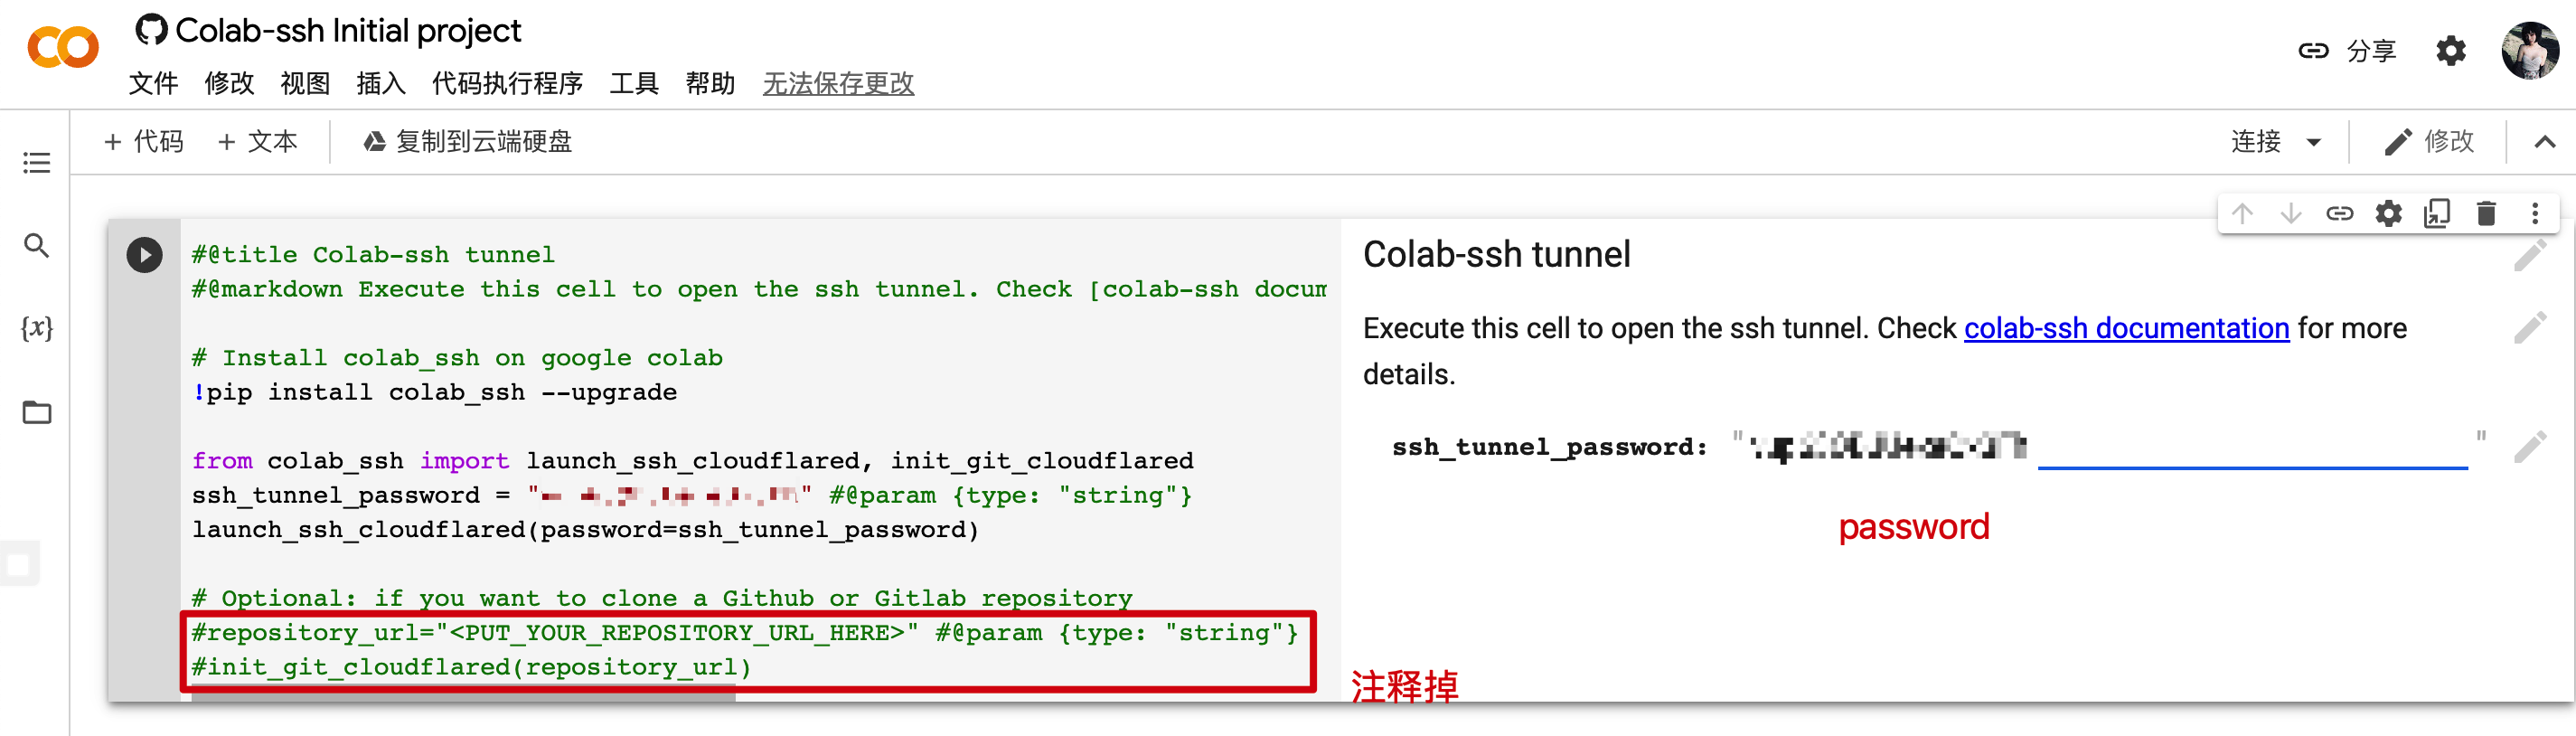 Colab-ssh Initial project
文件 修改 视图 插入 代码执行程序 工具 帮助 无法保存更改
分享
+ 代码 + 文本 复制到云端硬盘
连接 修改
{x}
#@title Colab-ssh tunnel
#@markdown Execute this cell to open the ssh tunnel. Check [colab-ssh docum
# Install colab_ssh on google colab
!pip install colab_ssh --upgrade
from colab_ssh import launch_ssh_cloudflared, init_git_cloudflared
ssh_tunnel_password = "" #@param {type: "string"}
launch_ssh_cloudflared(password=ssh_tunnel_password)
# Optional: if you want to clone a Github or Gitlab repository
#repository_url="<PUT_YOUR_REPOSITORY_URL_HERE>" #@param {type: "string"}
#init_git_cloudflared(repository_url)
Colab-ssh tunnel
Execute this cell to open the ssh tunnel. Check colab-ssh documentation for more
details.
ssh_tunnel_password: " "
password
注释掉